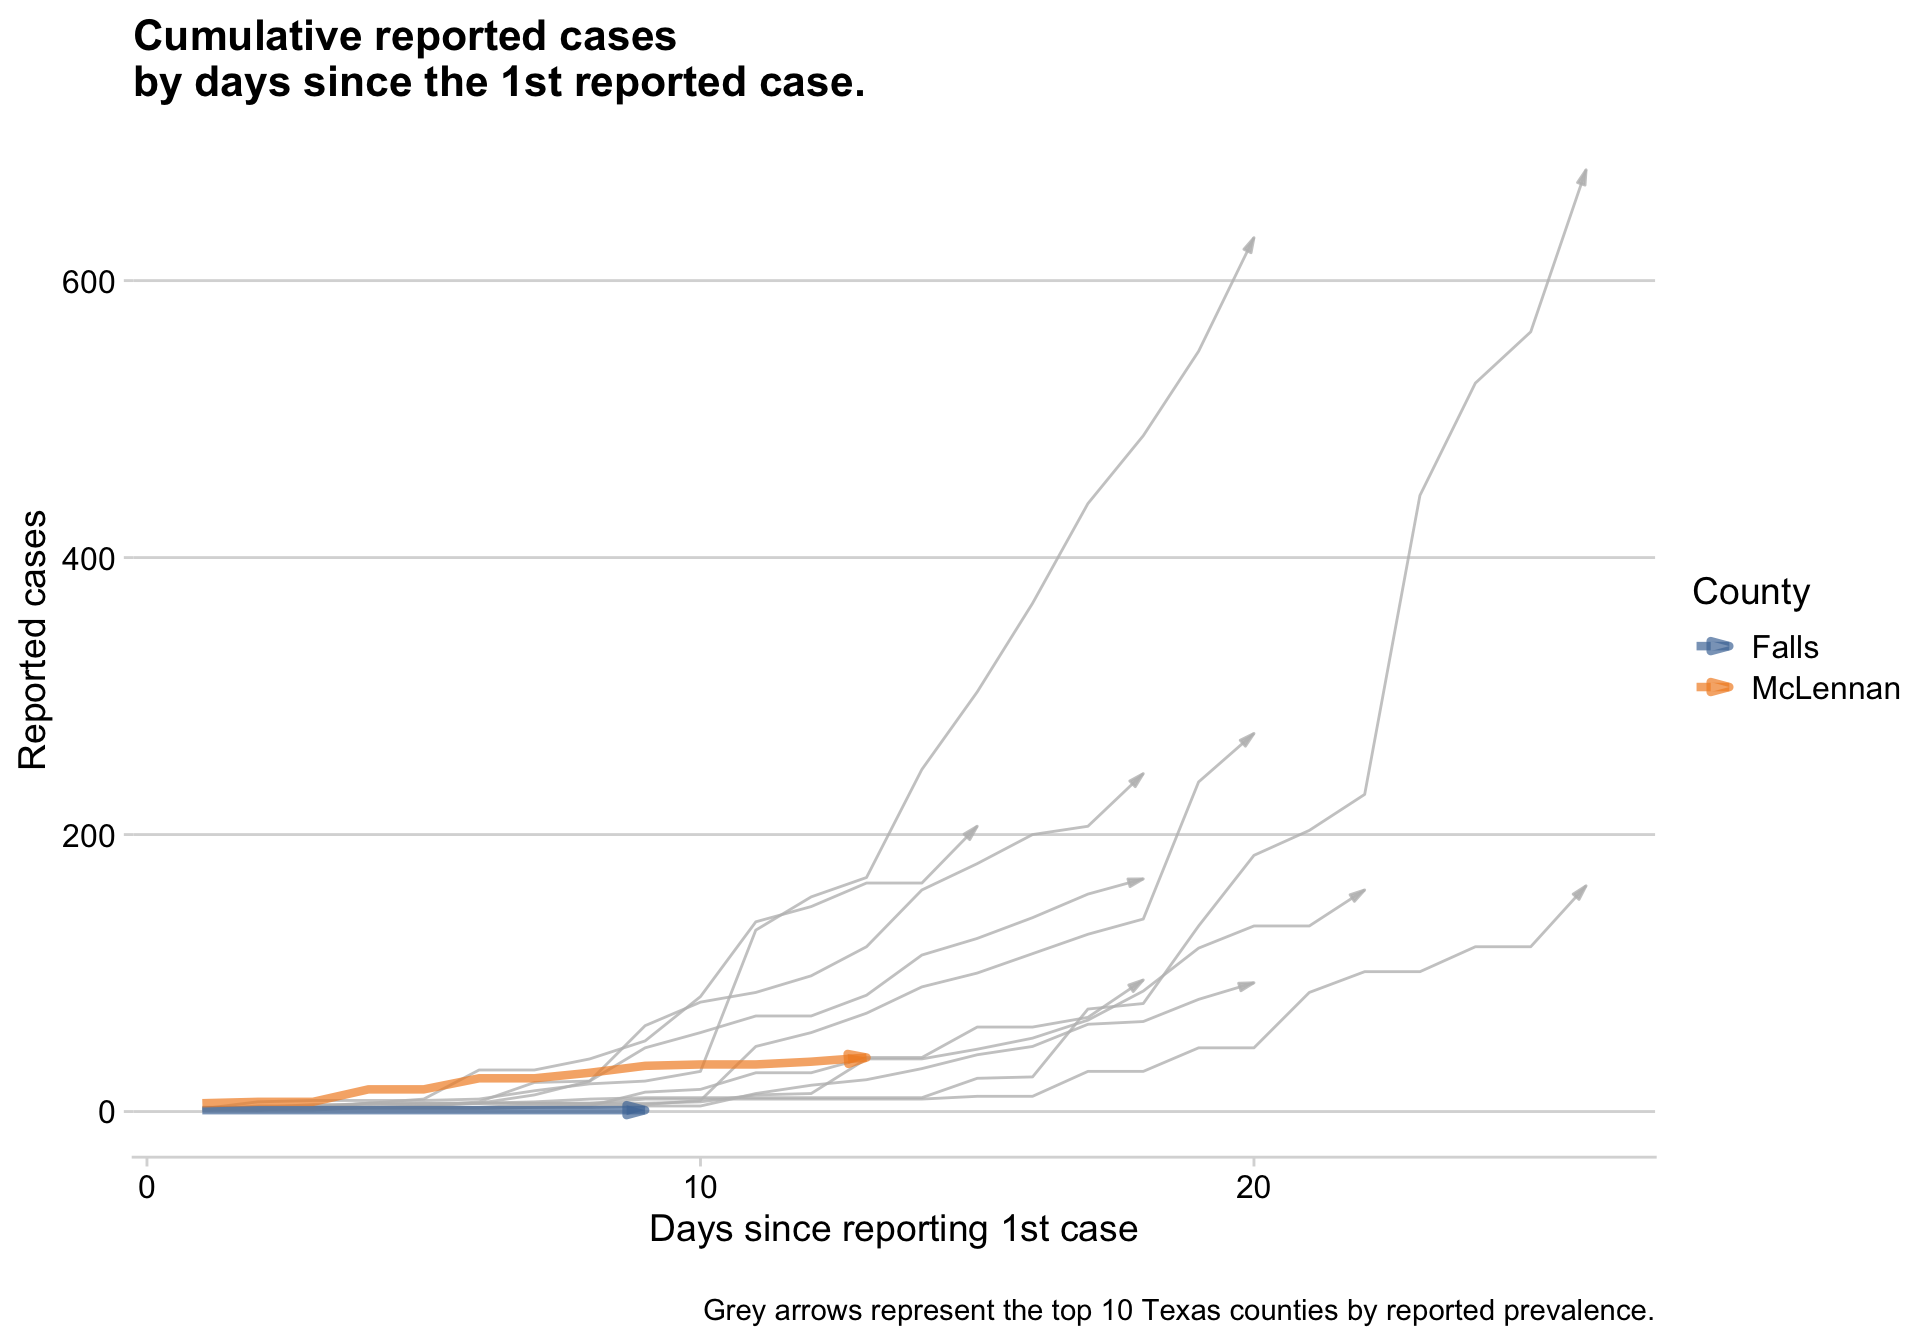 Cumulative reported cases
by days since the 1st reported case.
Reported cases
600
400
200
0
0
10
20
Days since reporting 1st case
County
Falls
McLennan
Grey arrows represent the top 10 Texas counties by reported prevalence.